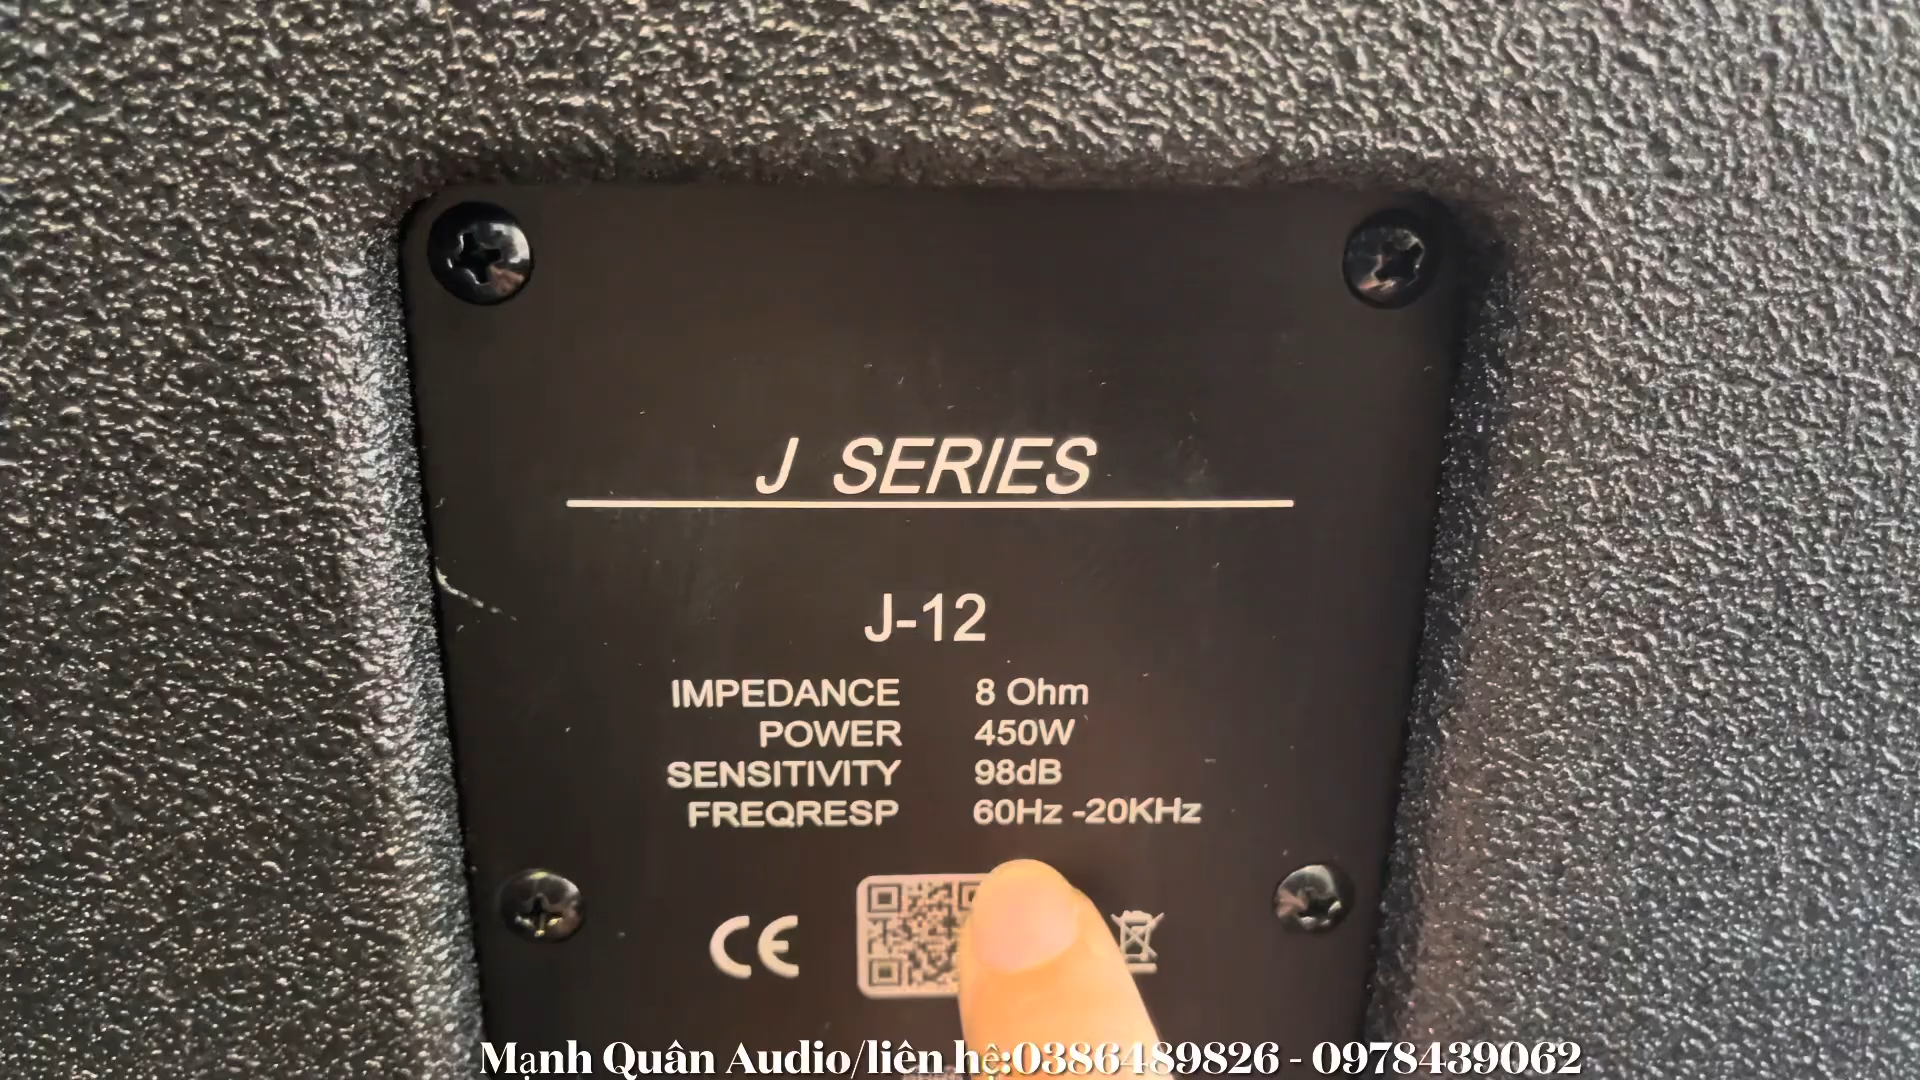 J SERIES
J-12
IMPEDANCE 8 Ohm
POWER 450W
SENSITIVITY 98dB
FREQRESP 60Hz -20KHz
CE
Mạnh Quân Audio/liên hệ:0386489826 - 0978439062